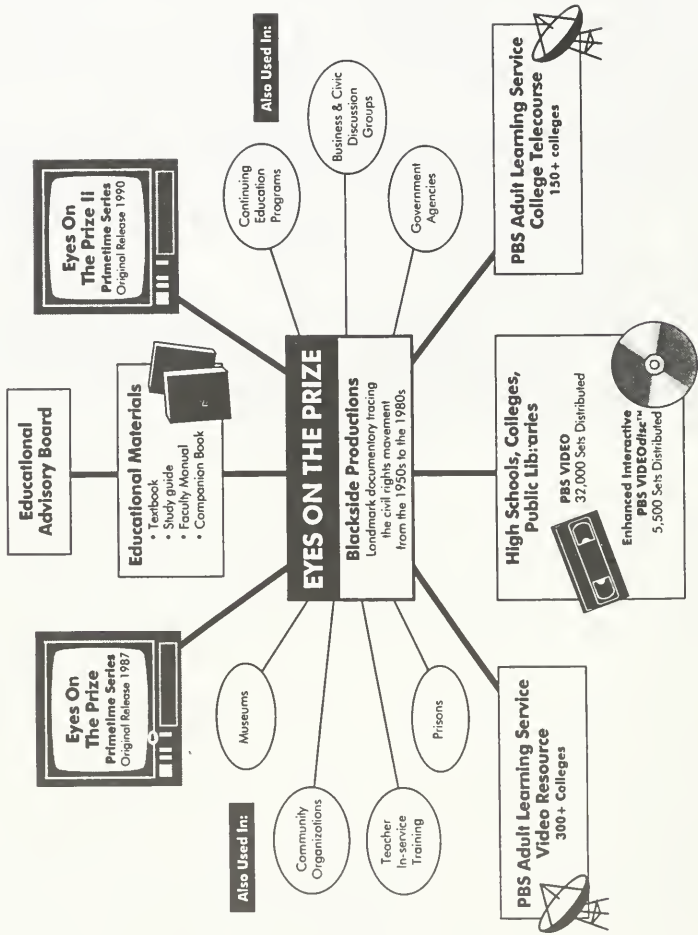 Educational
Advisory Board
Eyes On
The Prize
Primetime Series
Original Release 1987
Educational Materials
• Textbook
• Study guide
• Faculty Manual
• Companion Book
Eyes On
The Prize II
Primetime Series
Original Release 1990
Also Used In:
Museums
Community
Organizations
Teacher
In-service
Training
Prisons
EYES ON THE PRIZE
Blackside Productions
Landmark documentary tracing
the civil rights movement
from the 1950s to the 1980s
Also Used In:
Continuing
Education
Programs
Business & Civic
Discussion
Groups
Government
Agencies
PBS Adult Learning Service
Video Resource
300+ Colleges
High Schools, Colleges,
Public Libraries
PBS VIDEO
32,000 Sets Distributed
Enhanced Interactive
PBS VIDEOdisc™
5,500 Sets Distributed
PBS Adult Learning Service
College Telecourse
150+ colleges